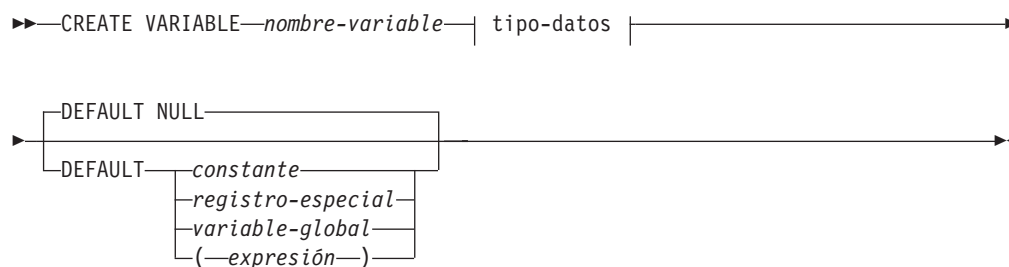 CREATE VARIABLE nombre-variable tipo-datos
DEFAULT NULL
DEFAULT constante
registro-especial
variable-global
( expresión )